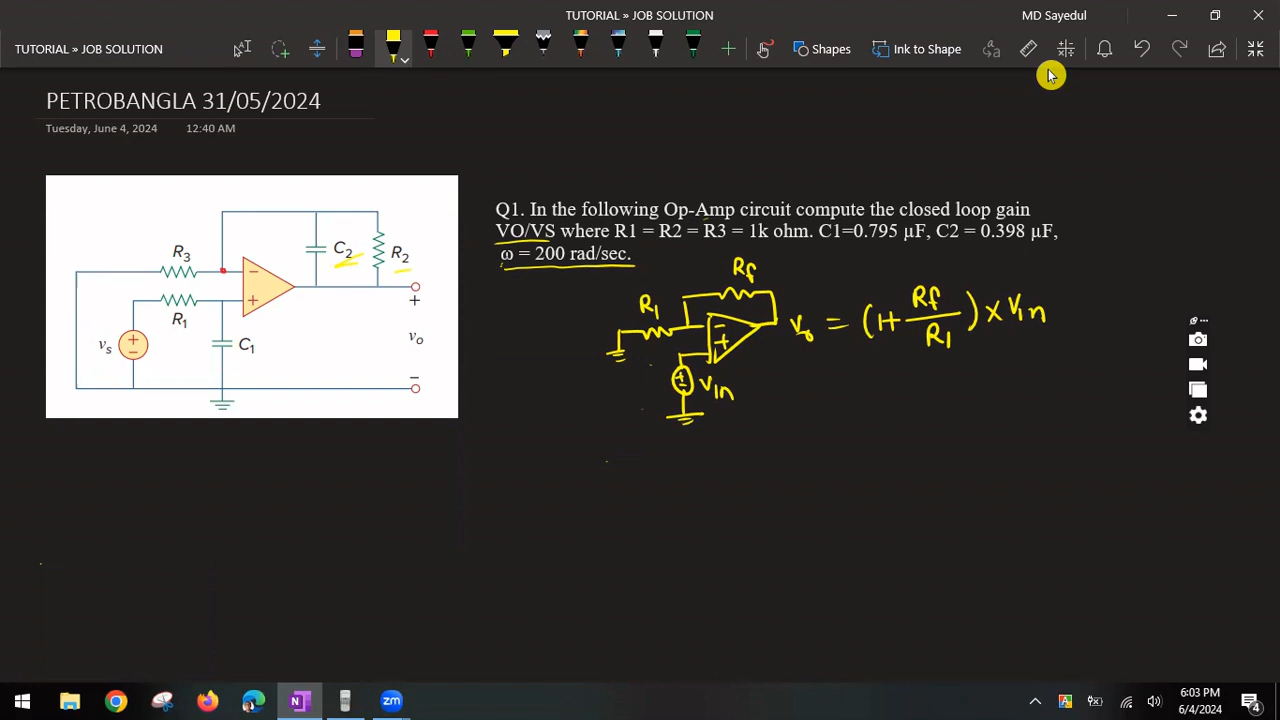 TUTORIAL » JOB SOLUTION
MD Sayedul
TUTORIAL » JOB SOLUTION
Shapes
Ink to Shape
PETROBANGLA 31/05/2024
Tuesday, June 4, 2024 12:40 AM
Q1. In the following Op-Amp circuit compute the closed loop gain
VO/VS where R1 = R2 = R3 = 1k ohm. C1=0.795 µF, C2 = 0.398 µF,
ω = 200 rad/sec.
R3
C2
R2
R1
vs
C1
+
vo
−
Rf
R1
Vo = (1+ Rf/R1) × Vin
Vin
6:03 PM
6/4/2024
4